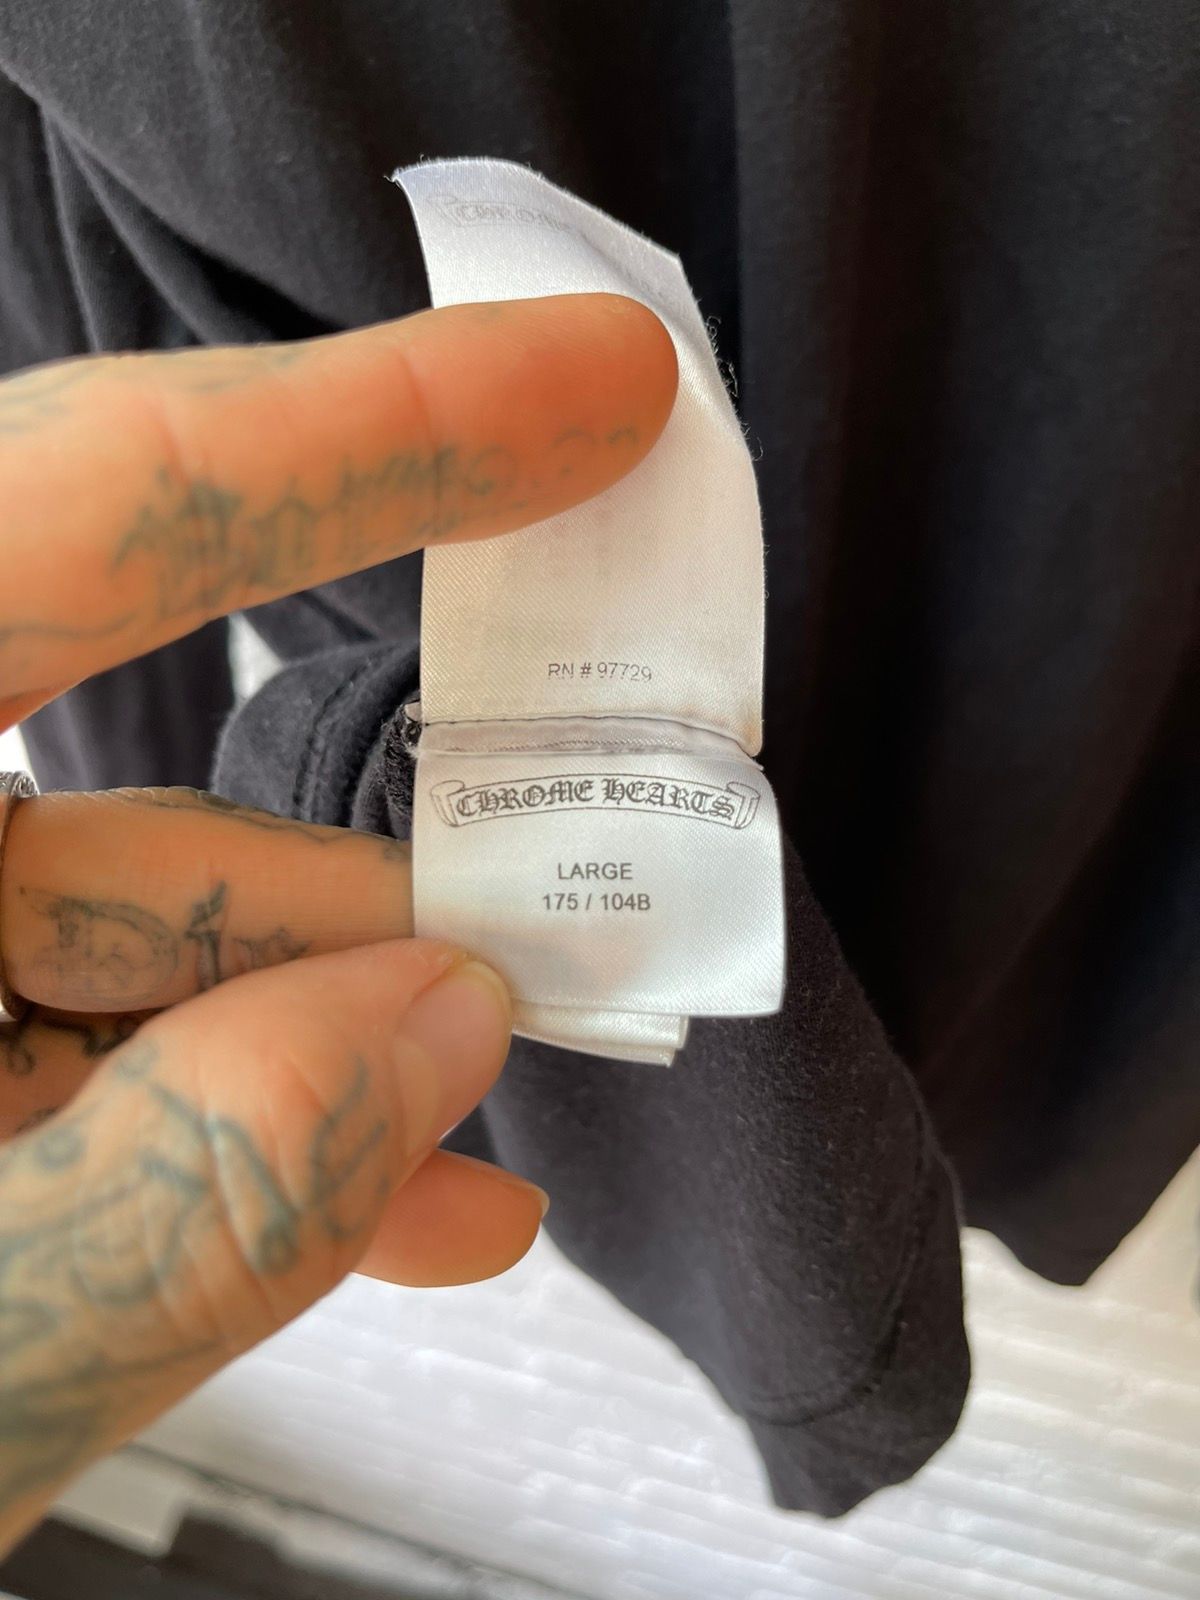 RN # 97729
CHROME HEARTS
LARGE
175 / 104B